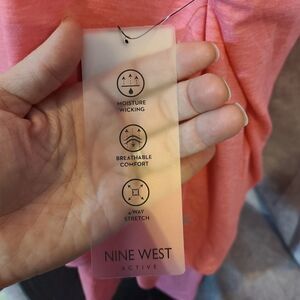 MOISTURE
WICKING
BREATHABLE
COMFORT
4-WAY
STRETCH
NINE WEST
ACTIVE